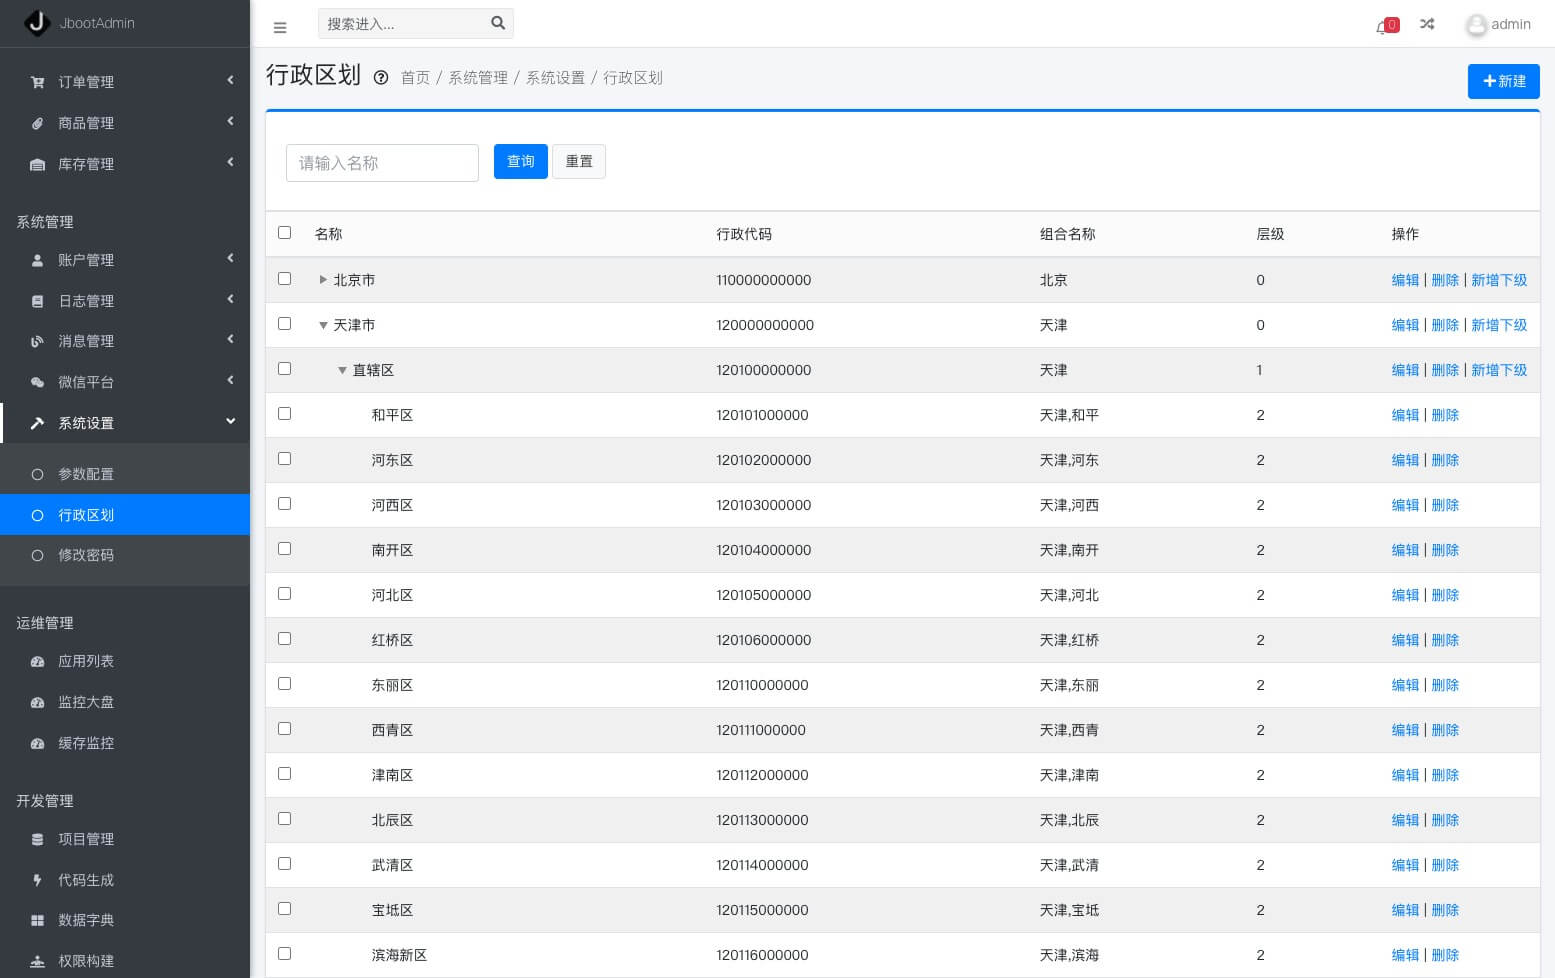 JbootAdmin
订单管理
商品管理
库存管理
系统管理
账户管理
日志管理
消息管理
微信平台
系统设置
参数配置
行政区划
修改密码
运维管理
应用列表
监控大盘
缓存监控
开发管理
项目管理
代码生成
数据字典
权限构建
搜索进入...
0
admin
行政区划 首页 / 系统管理 / 系统设置 / 行政区划
新建
请输入名称 查询 重置
名称 行政代码 组合名称 层级 操作
北京市 110000000000 北京 0 编辑 | 删除 | 新增下级
天津市 120000000000 天津 0 编辑 | 删除 | 新增下级
直辖区 120100000000 天津 1 编辑 | 删除 | 新增下级
和平区 120101000000 天津,和平 2 编辑 | 删除
河东区 120102000000 天津,河东 2 编辑 | 删除
河西区 120103000000 天津,河西 2 编辑 | 删除
南开区 120104000000 天津,南开 2 编辑 | 删除
河北区 120105000000 天津,河北 2 编辑 | 删除
红桥区 120106000000 天津,红桥 2 编辑 | 删除
东丽区 120110000000 天津,东丽 2 编辑 | 删除
西青区 120111000000 天津,西青 2 编辑 | 删除
津南区 120112000000 天津,津南 2 编辑 | 删除
北辰区 120113000000 天津,北辰 2 编辑 | 删除
武清区 120114000000 天津,武清 2 编辑 | 删除
宝坻区 120115000000 天津,宝坻 2 编辑 | 删除
滨海新区 120116000000 天津,滨海 2 编辑 | 删除